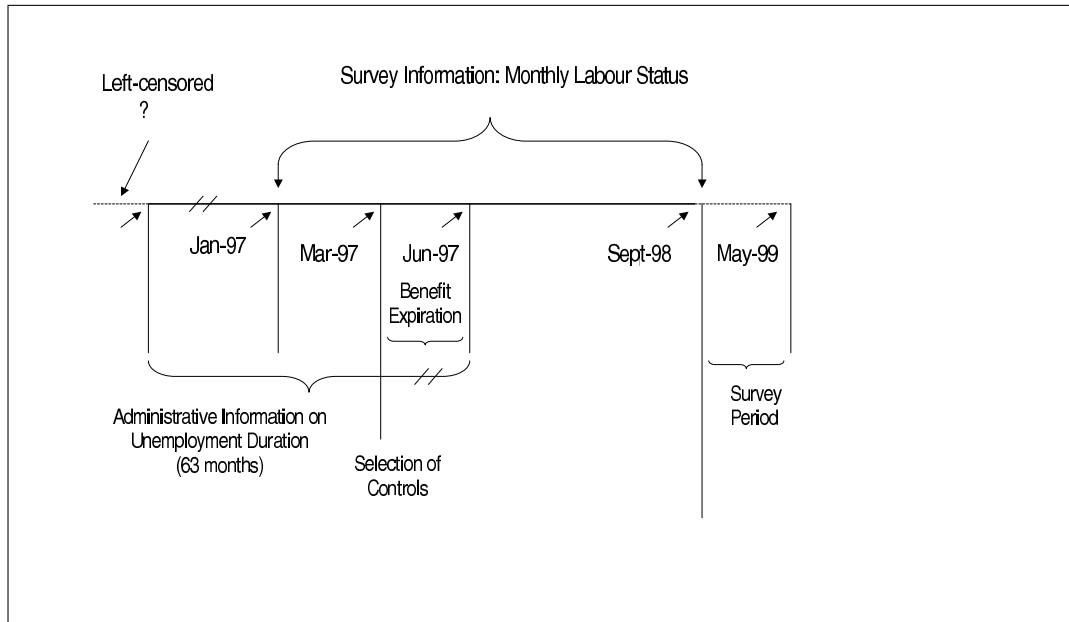 Survey Information: Monthly Labour Status
Left-censored
?
Jan-97
Mar-97
Jun-97
Sept-98
May-99
Benefit
Expiration
Administrative Information on
Unemployment Duration
(63 months)
Selection of
Controls
Survey
Period